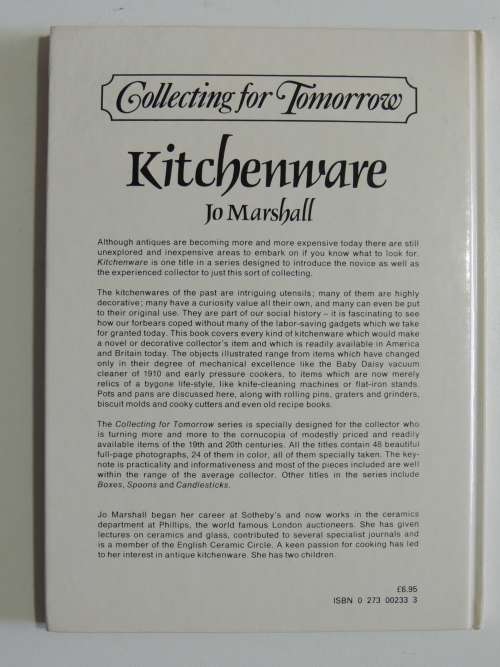 Collecting for Tomorrow
Kitchenware
Jo Marshall
Although antiques are becoming more and more expensive today there are still
unexplored and inexpensive areas to embark on if you know what to look for.
Kitchenware is one title in a series designed to introduce the novice as well as
the experienced collector to just this sort of collecting.
The kitchenwares of the past are intriguing utensils; many of them are highly
decorative; many have a curiosity value all their own, and many can even be put
to their original use. They are part of our social history – it is fascinating to see
how our forbears coped without many of the labor-saving gadgets which we take
for granted today. This book covers every kind of kitchenware which would make
a novel or decorative collector's item and which is readily available in America
and Britain today. The objects illustrated range from items which have changed
only in their degree of mechanical excellence like the Baby Daisy vacuum
cleaner of 1910 and early pressure cookers, to items which are now merely
relics of a bygone life-style, like knife-cleaning machines or flat-iron stands.
Pots and pans are discussed here, along with rolling pins, graters and grinders,
biscuit molds and cooky cutters and even old recipe books.
The Collecting for Tomorrow series is specially designed for the collector who
is turning more and more to the cornucopia of modestly priced and readily
available items of the 19th and 20th centuries. All the titles contain 48 beautiful
full-page photographs, 24 of them in color, all of them specially taken. The key-
note is practicality and informativeness and most of the pieces included are well
within the range of the average collector. Other titles in the series include
Boxes, Spoons and Candlesticks.
Jo Marshall began her career at Sotheby's and now works in the ceramics
department at Phillips, the world famous London auctioneers. She has given
lectures on ceramics and glass, contributed to several specialist journals and
is a member of the English Ceramic Circle. A keen passion for cooking has led
to her interest in antique kitchenware. She has two children.
£6.95
ISBN 0 273 00233 3